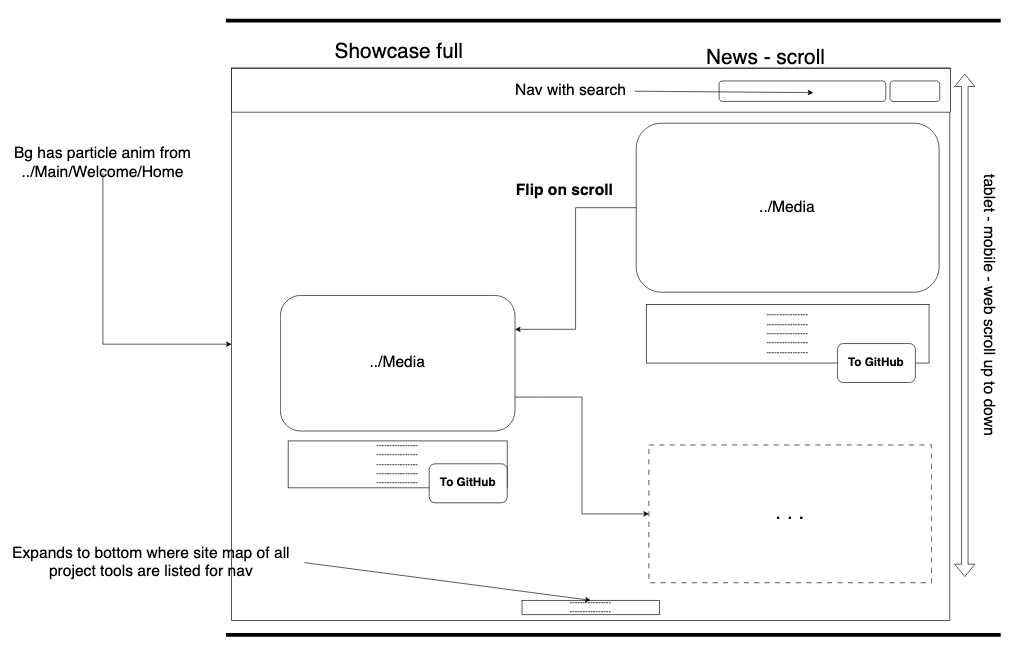 Showcase full
News - scroll
Nav with search
Bg has particle anim from
../Main/Welcome/Home
Flip on scroll
../Media
tablet - mobile - web scroll up to down
To GitHub
../Media
To GitHub
. . .
Expands to bottom where site map of all
project tools are listed for nav